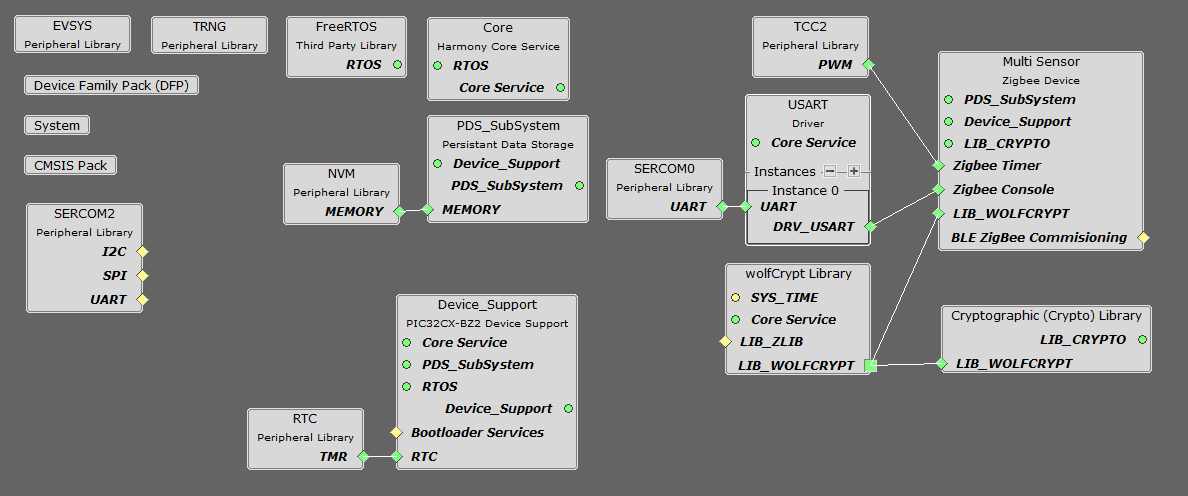 EVSYS
Peripheral Library
TRNG
Peripheral Library
FreeRTOS
Third Party Library
RTOS
Core
Harmony Core Service
RTOS
Core Service
TCC2
Peripheral Library
PWM
Multi Sensor
Zigbee Device
PDS_SubSystem
Device_Support
LIB_CRYPTO
Zigbee Timer
Zigbee Console
LIB_WOLFCRYPT
BLE ZigBee Commisioning
Device Family Pack (DFP)
System
CMSIS Pack
PDS_SubSystem
Persistant Data Storage
Device_Support
PDS_SubSystem
MEMORY
NVM
Peripheral Library
MEMORY
USART
Driver
Core Service
Instances
Instance 0
UART
DRV_USART
SERCOM0
Peripheral Library
UART
SERCOM2
Peripheral Library
I2C
SPI
UART
wolfCrypt Library
SYS_TIME
Core Service
LIB_ZLIB
LIB_WOLFCRYPT
Cryptographic (Crypto) Library
LIB_CRYPTO
LIB_WOLFCRYPT
Device_Support
PIC32CX-BZ2 Device Support
Core Service
PDS_SubSystem
RTOS
Device_Support
Bootloader Services
RTC
RTC
Peripheral Library
TMR